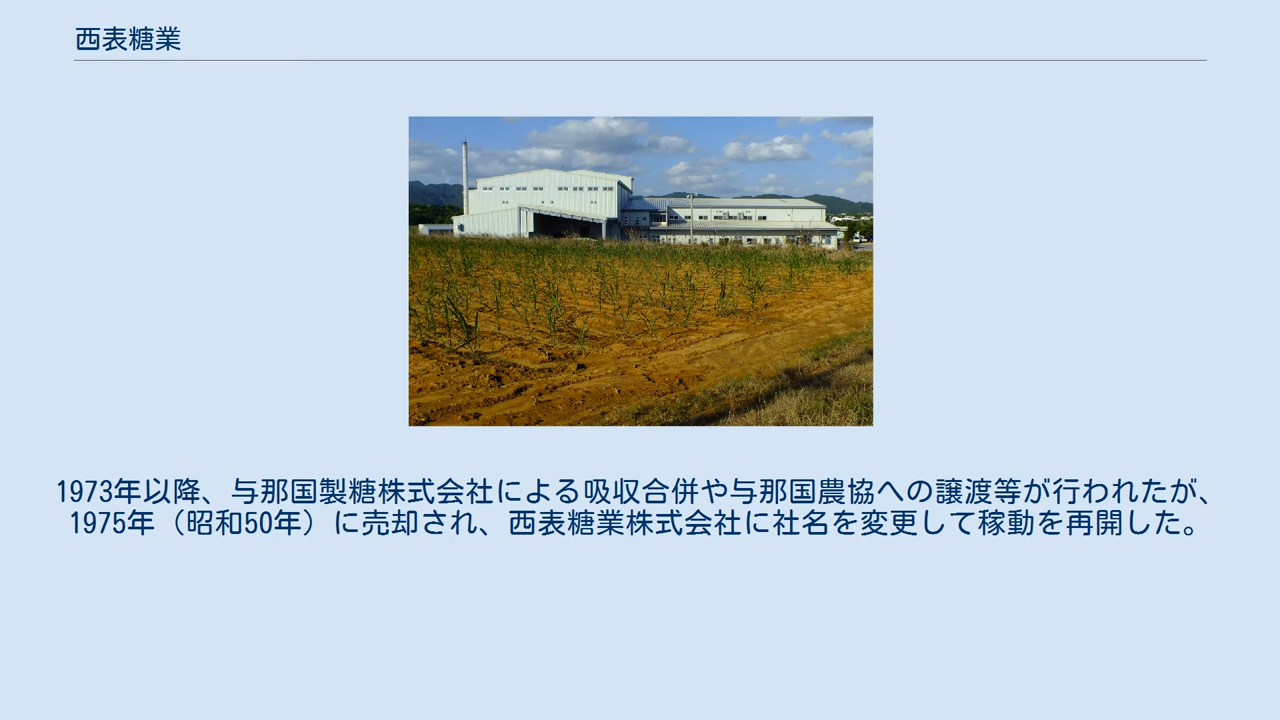 西表糖業
1973年以降、与那国製糖株式会社による吸収合併や与那国農協への譲渡等が行われたが、
1975年（昭和50年）に売却され、西表糖業株式会社に社名を変更して稼動を再開した。